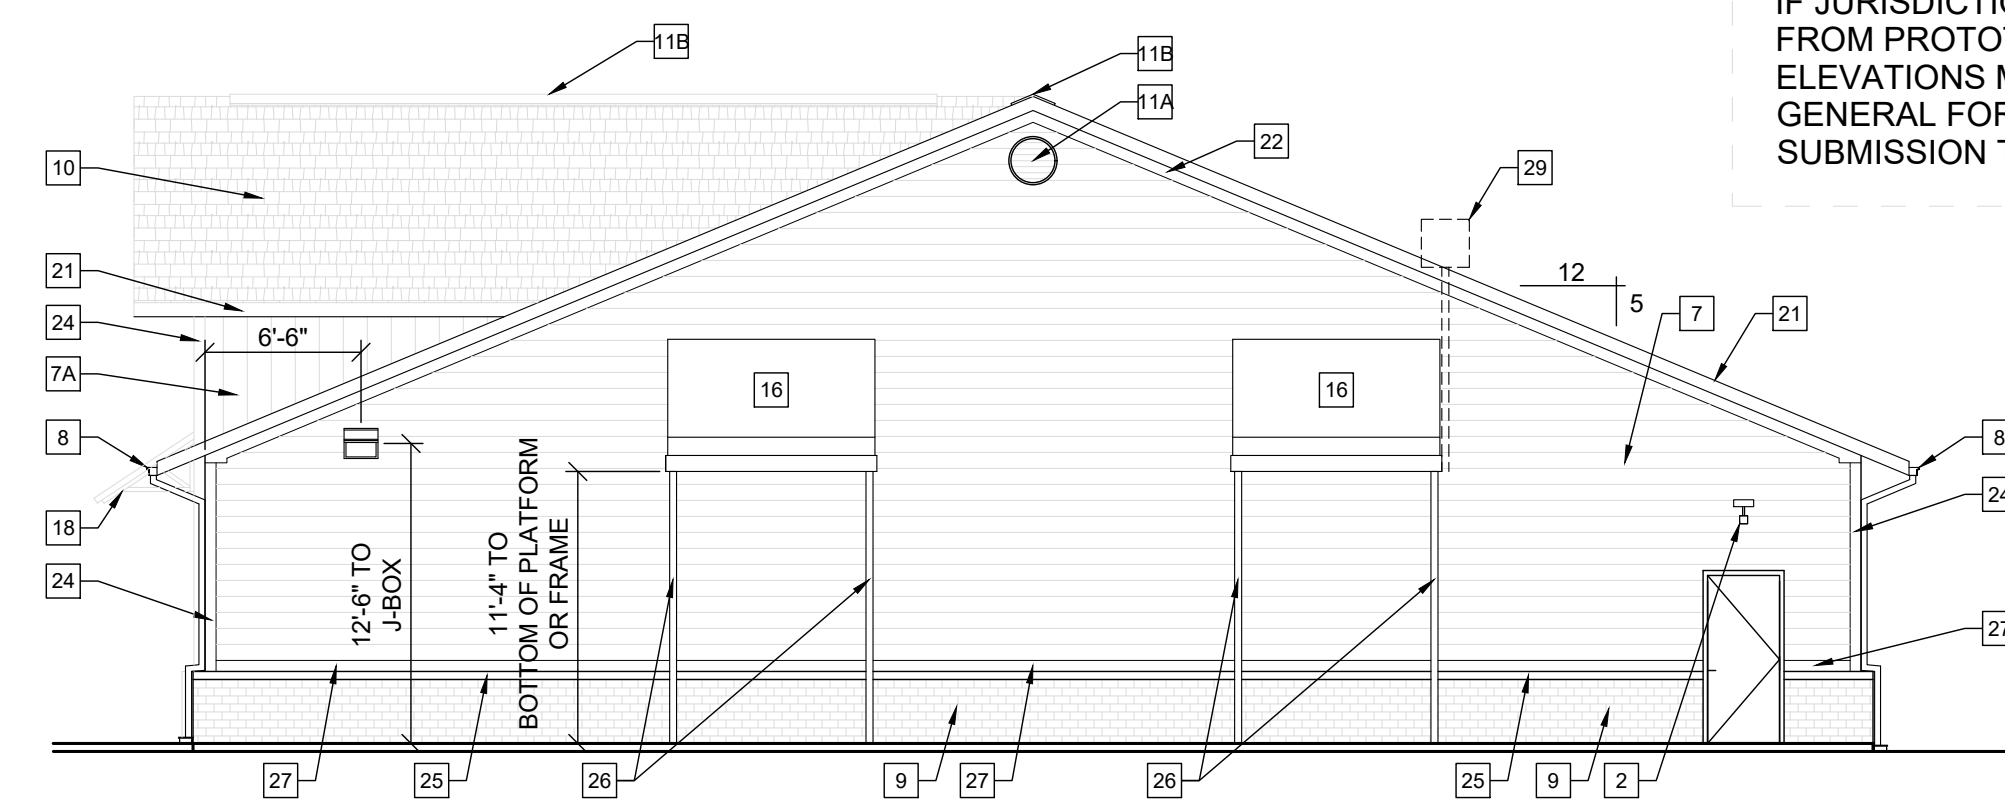 IF JURISDICTIO
FROM PROTOT
ELEVATIONS M
GENERAL FOR
SUBMISSION T
11B
11B
11A
22
29
10
21
24
6'-6"
7A
8
18
24
12
5
7
21
16
16
8
24
27
2
12'-6" TO
J-BOX
11'-4" TO
BOTTOM OF PLATFORM
OR FRAME
27
25
26
9
27
26
25
9